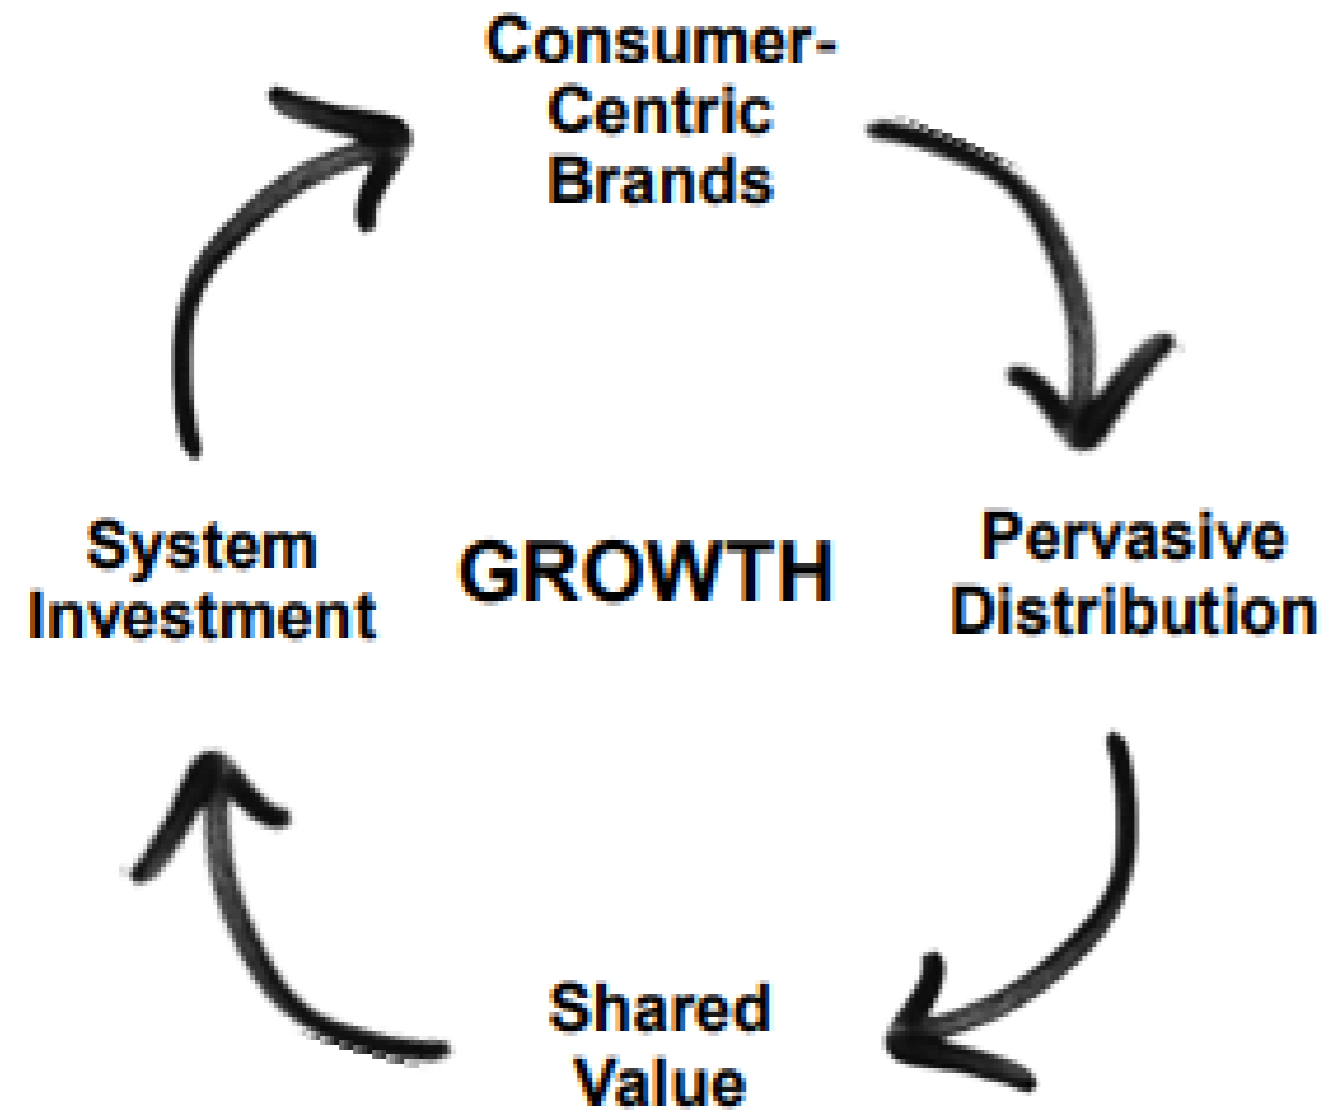 Consumer-
Centric
Brands
System
Investment
GROWTH
Pervasive
Distribution
Shared
Value